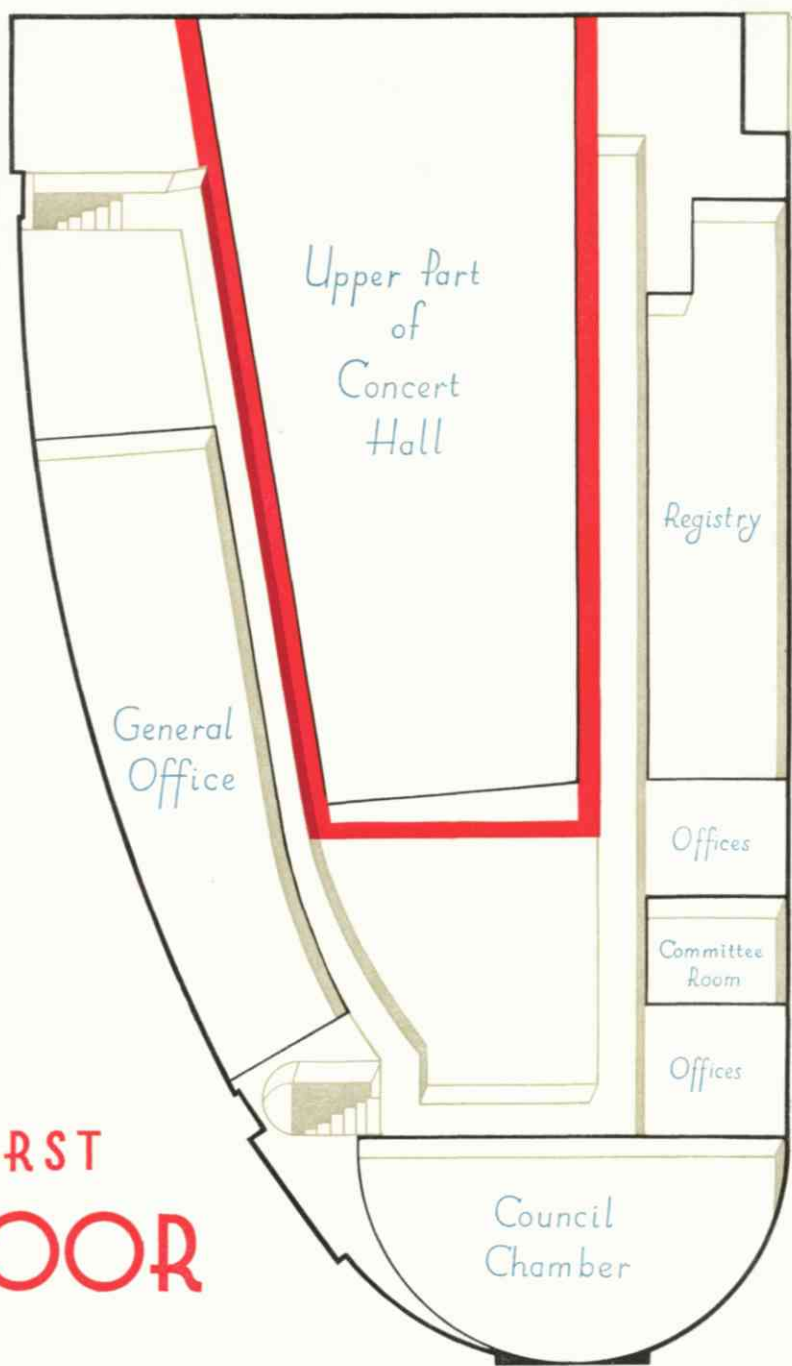 Upper Part
of
Concert
Hall
Registry
General
Office
Offices
Committee
Room
Offices
RST
OOR
Council
Chamber